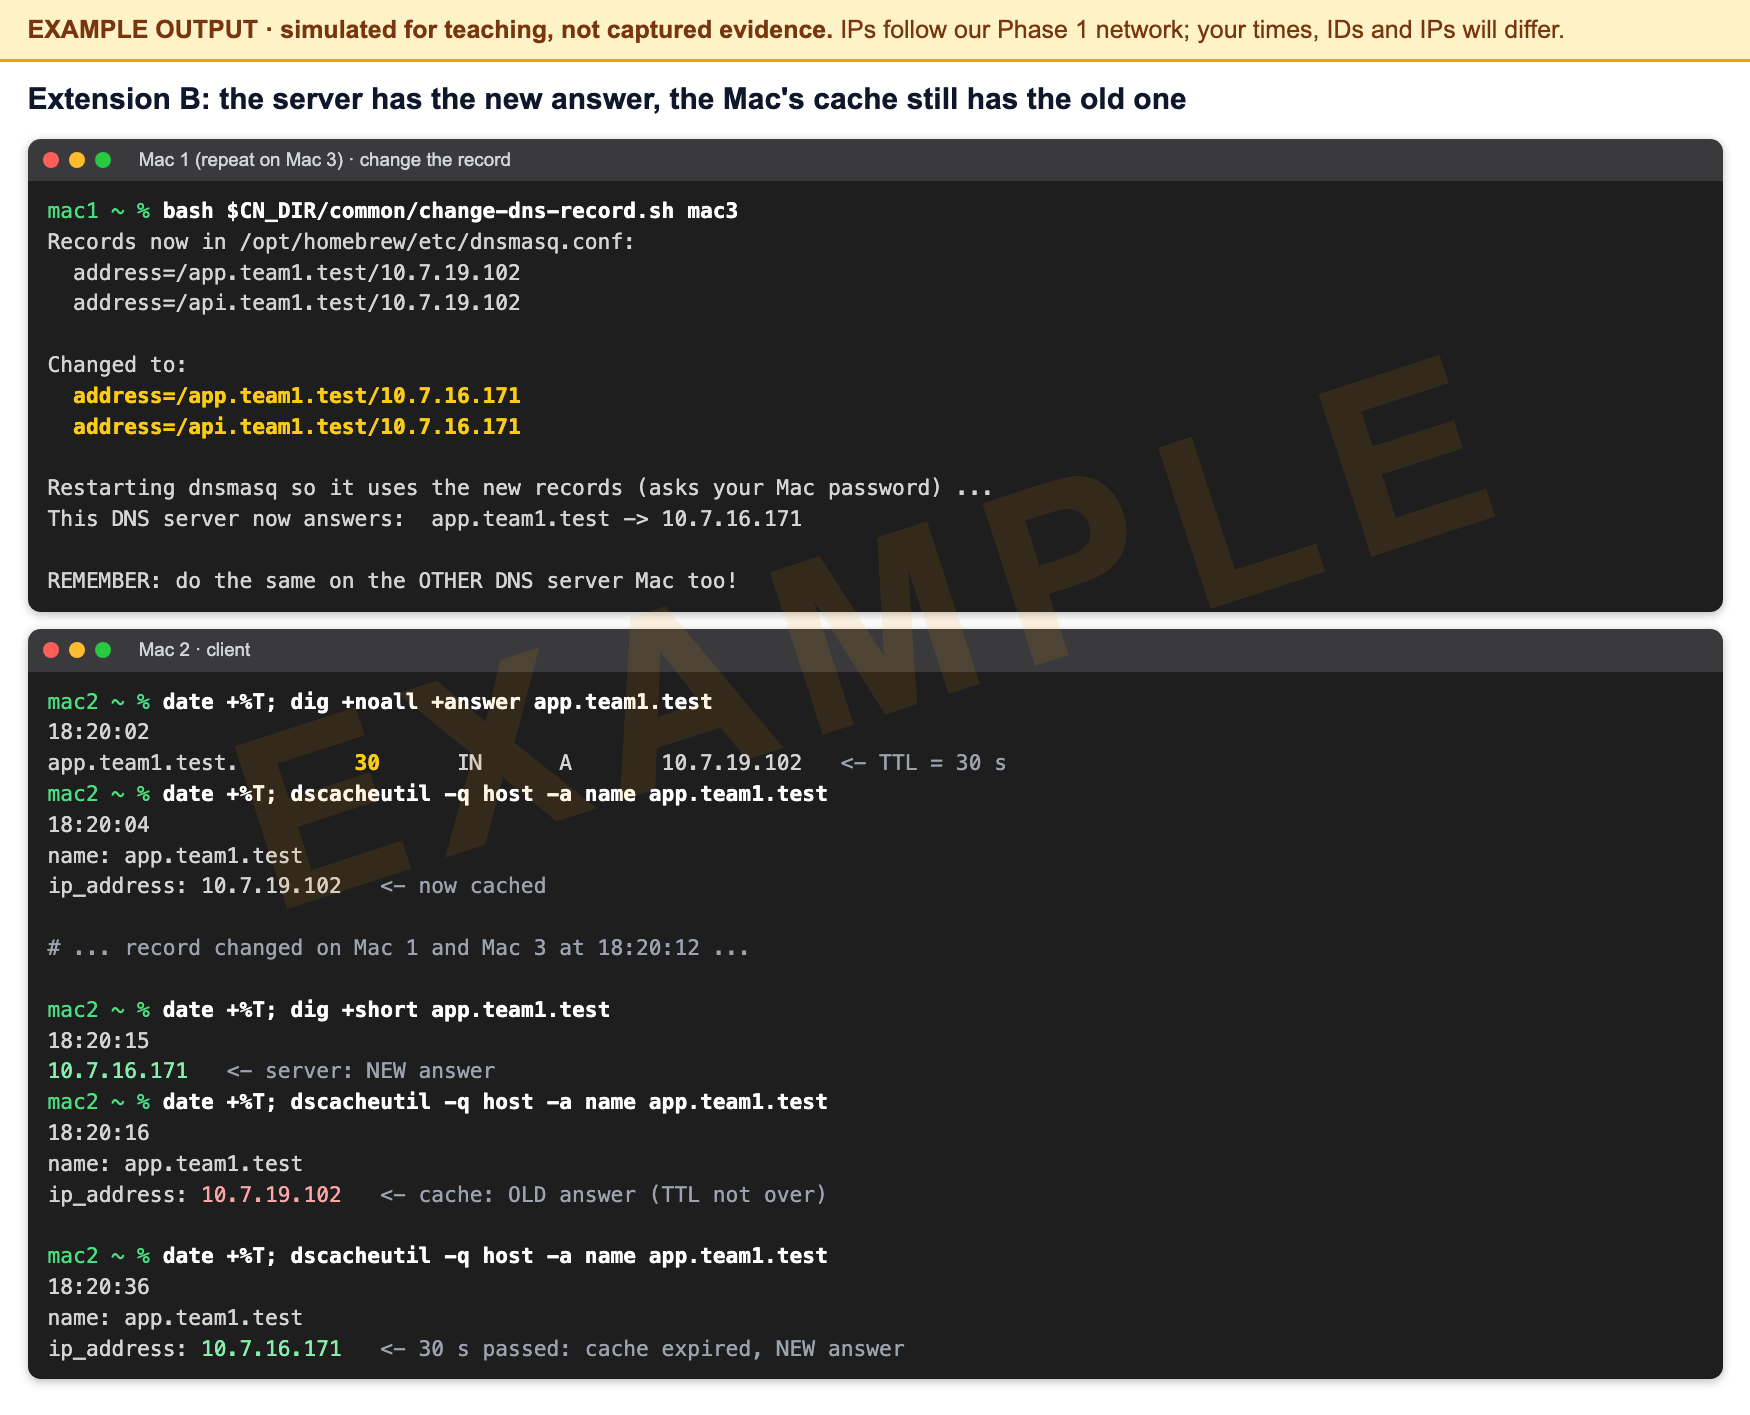 EXAMPLE OUTPUT · simulated for teaching, not captured evidence. IPs follow our Phase 1 network; your times, IDs and IPs will differ.
Extension B: the server has the new answer, the Mac's cache still has the old one
Mac 1 (repeat on Mac 3) · change the record
mac1 ~ % bash $CN_DIR/common/change-dns-record.sh mac3
Records now in /opt/homebrew/etc/dnsmasq.conf:
  address=/app.team1.test/10.7.19.102
  address=/api.team1.test/10.7.19.102
Changed to:
  address=/app.team1.test/10.7.16.171
  address=/api.team1.test/10.7.16.171
Restarting dnsmasq so it uses the new records (asks your Mac password) ...
This DNS server now answers:  app.team1.test -> 10.7.16.171
REMEMBER: do the same on the OTHER DNS server Mac too!
Mac 2 · client
mac2 ~ % date +%T; dig +noall +answer app.team1.test
18:20:02
app.team1.test.         30      IN      A       10.7.19.102   <- TTL = 30 s
mac2 ~ % date +%T; dscacheutil -q host -a name app.team1.test
18:20:04
name: app.team1.test
ip_address: 10.7.19.102   <- now cached
# ... record changed on Mac 1 and Mac 3 at 18:20:12 ...
mac2 ~ % date +%T; dig +short app.team1.test
18:20:15
10.7.16.171   <- server: NEW answer
mac2 ~ % date +%T; dscacheutil -q host -a name app.team1.test
18:20:16
name: app.team1.test
ip_address: 10.7.19.102   <- cache: OLD answer (TTL not over)
mac2 ~ % date +%T; dscacheutil -q host -a name app.team1.test
18:20:36
name: app.team1.test
ip_address: 10.7.16.171   <- 30 s passed: cache expired, NEW answer
EXAMPLE